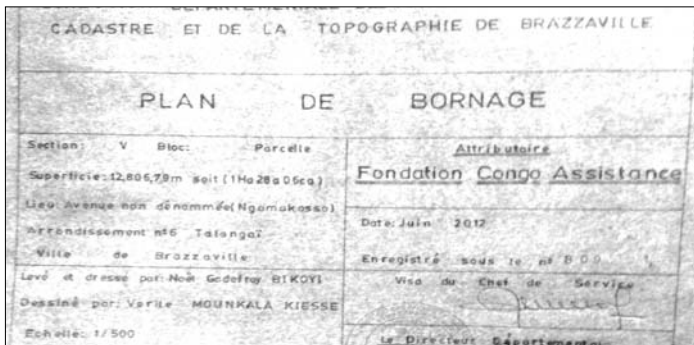 CADASTRE ET DE LA TOPOGRAPHIE DE BRAZZAVILLE
PLAN DE BORNAGE
Section: V Bloc: Parcelle
Superficie: 12,806,79m soit (1Ha 28a 06ca)
Lieu: Avenue non dénommée (Ngamakosso)
Arrondissement n°6 Talangaï
Ville de Brazzaville
Levé et dressé par: Noël Godefroy BIKOYI
Dessiné par: Verite MOUNKALA KIESSE
Echelle: 1/500
Attributaire
Fondation Congo Assistance
Date: Juin 2012
Enregistré sous le n°
Visa du Chef de Service
Le Directeur Départemental